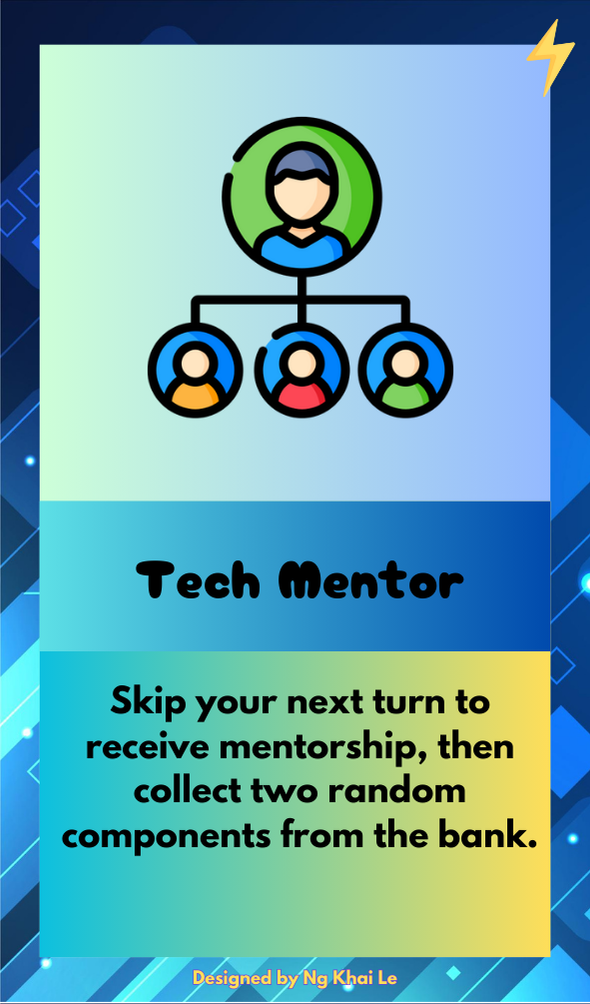 Tech Mentor
Skip your next turn to
receive mentorship, then
collect two random
components from the bank.
Designed by Ng Khai Le